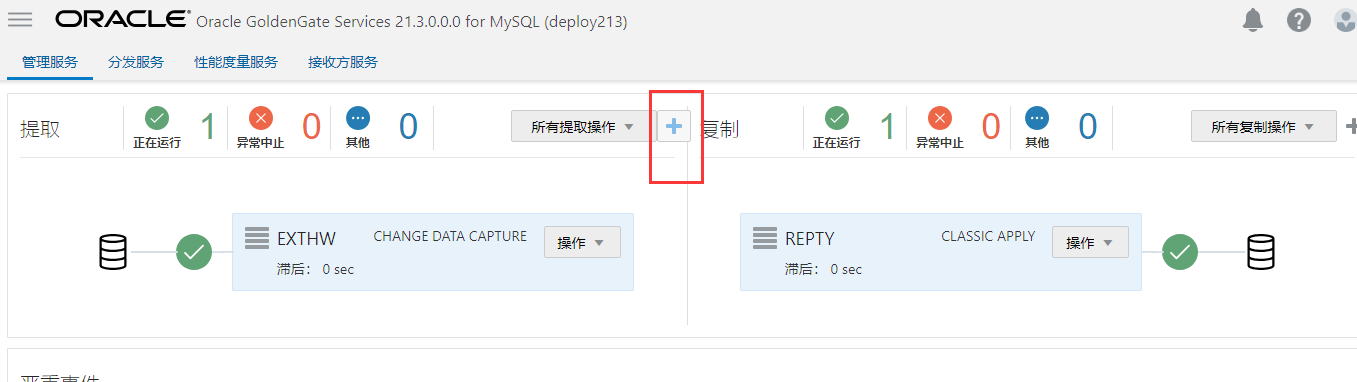 ORACLE® Oracle GoldenGate Services 21.3.0.0.0 for MySQL (deploy213)
管理服务 分发服务 性能度量服务 接收方服务
提取 正在运行 1 异常中止 0 其他 0 所有提取操作
复制 正在运行 1 异常中止 0 其他 0 所有复制操作
EXTHW CHANGE DATA CAPTURE 操作
滞后： 0 sec
REPTY CLASSIC APPLY 操作
滞后： 0 sec
严重事件